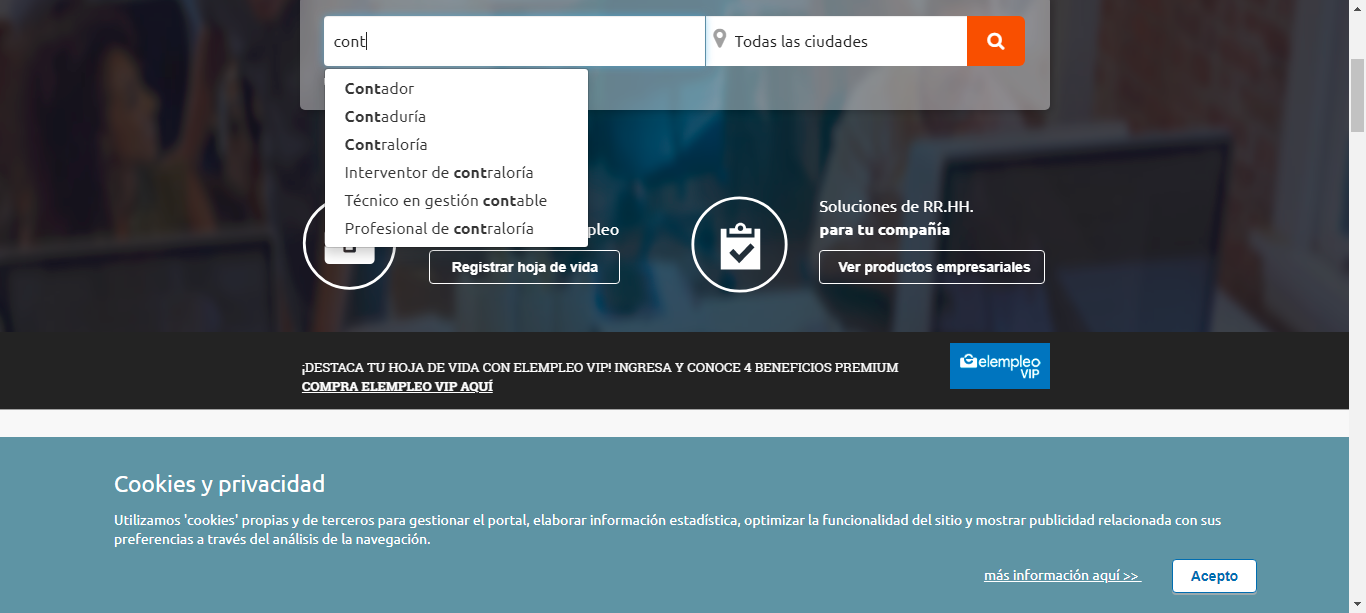 cont
Todas las ciudades
Contador
Contaduría
Contraloría
Interventor de contraloría
Técnico en gestión contable
Profesional de contraloría
Registrar hoja de vida
Soluciones de RR.HH.
para tu compañía
Ver productos empresariales
¡DESTACA TU HOJA DE VIDA CON ELEMPLEO VIP! INGRESA Y CONOCE 4 BENEFICIOS PREMIUM
COMPRA ELEMPLEO VIP AQUÍ
elempleo
VIP
Cookies y privacidad
Utilizamos 'cookies' propias y de terceros para gestionar el portal, elaborar información estadística, optimizar la funcionalidad del sitio y mostrar publicidad relacionada con sus
preferencias a través del análisis de la navegación.
más información aquí >>
Acepto